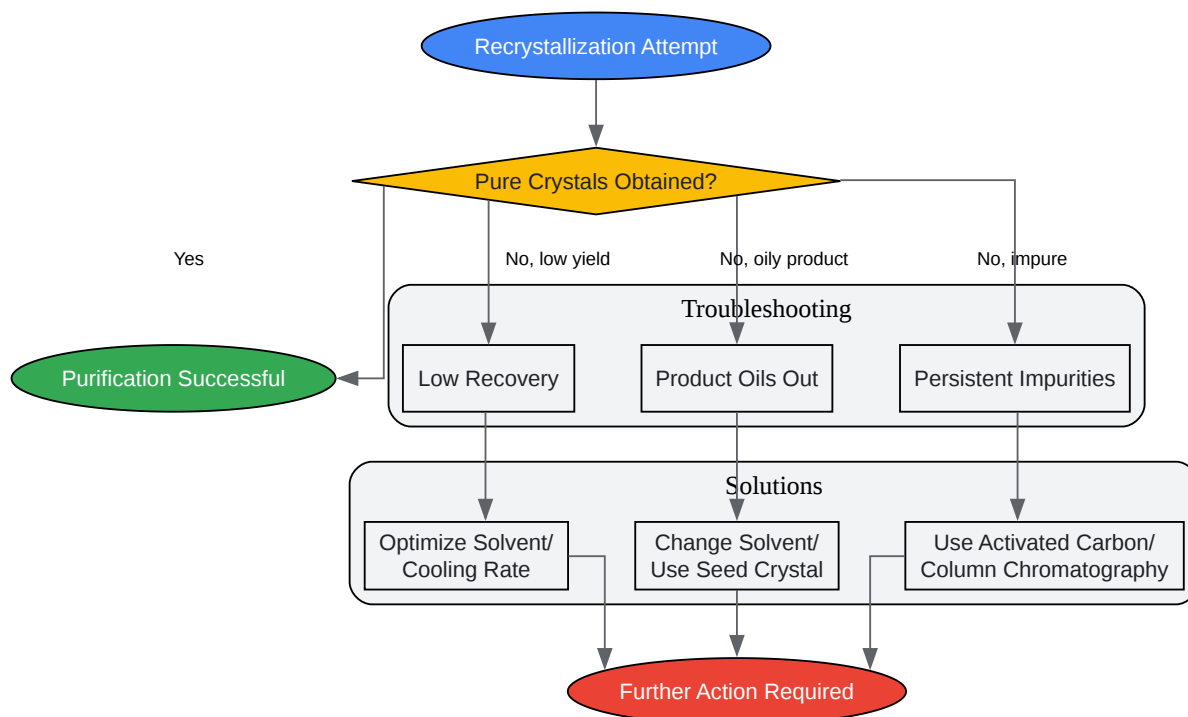 Recrystallization Attempt
Pure Crystals Obtained?
Yes
No, low yield
No, oily product
No, impure
Troubleshooting
Purification Successful
Low Recovery
Product Oils Out
Persistent Impurities
Solutions
Optimize Solvent/
Cooling Rate
Change Solvent/
Use Seed Crystal
Use Activated Carbon/
Column Chromatography
Further Action Required